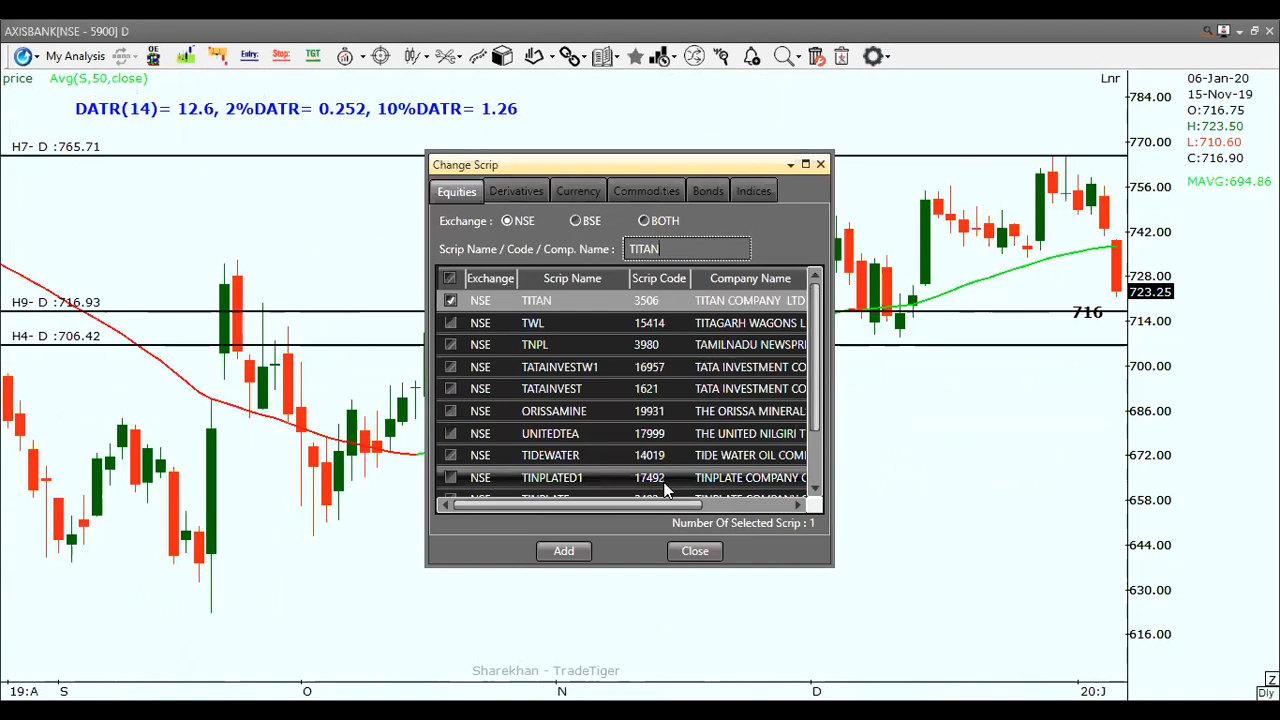 AXISBANK[NSE - 5900] D
My Analysis OE Entry: Stop: TGT
price Avg(S,50,close) Lnr
DATR(14)= 12.6, 2%DATR= 0.252, 10%DATR= 1.26
06-Jan-20
15-Nov-19
O:716.75
H:723.50
L:710.60
C:716.90
MAVG:694.86
H7- D :765.71
H9- D :716.93
H4- D :706.42
716
784.00
770.00
756.00
742.00
728.00
723.25
714.00
700.00
686.00
672.00
658.00
644.00
630.00
616.00
Change Scrip
Equities Derivatives Currency Commodities Bonds Indices
Exchange : NSE BSE BOTH
Scrip Name / Code / Comp. Name : TITAN
Exchange Scrip Name Scrip Code Company Name
NSE TITAN 3506 TITAN COMPANY LTD
NSE TWL 15414 TITAGARH WAGONS L
NSE TNPL 3980 TAMILNADU NEWSPRI
NSE TATAINVESTW1 16957 TATA INVESTMENT CO
NSE TATAINVEST 1621 TATA INVESTMENT CO
NSE ORISSAMINE 19931 THE ORISSA MINERAL
NSE UNITEDTEA 17999 THE UNITED NILGIRI T
NSE TIDEWATER 14019 TIDE WATER OIL COM
NSE TINPLATED1 17492 TINPLATE COMPANY O
Number Of Selected Scrip : 1
Add Close
Sharekhan - TradeTiger
19:A S O N D 20:J
Z
Dly